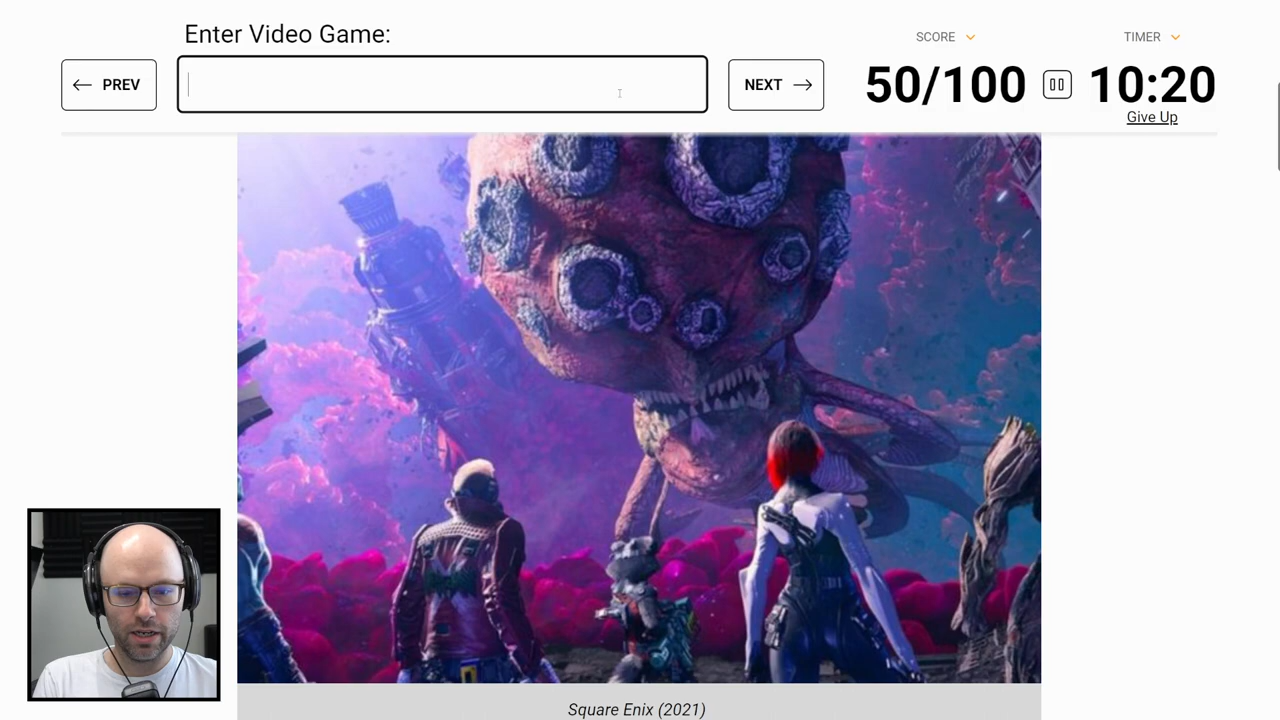 Enter Video Game:
SCORE
TIMER
PREV
NEXT
50/100
10:20
Give Up
Square Enix (2021)